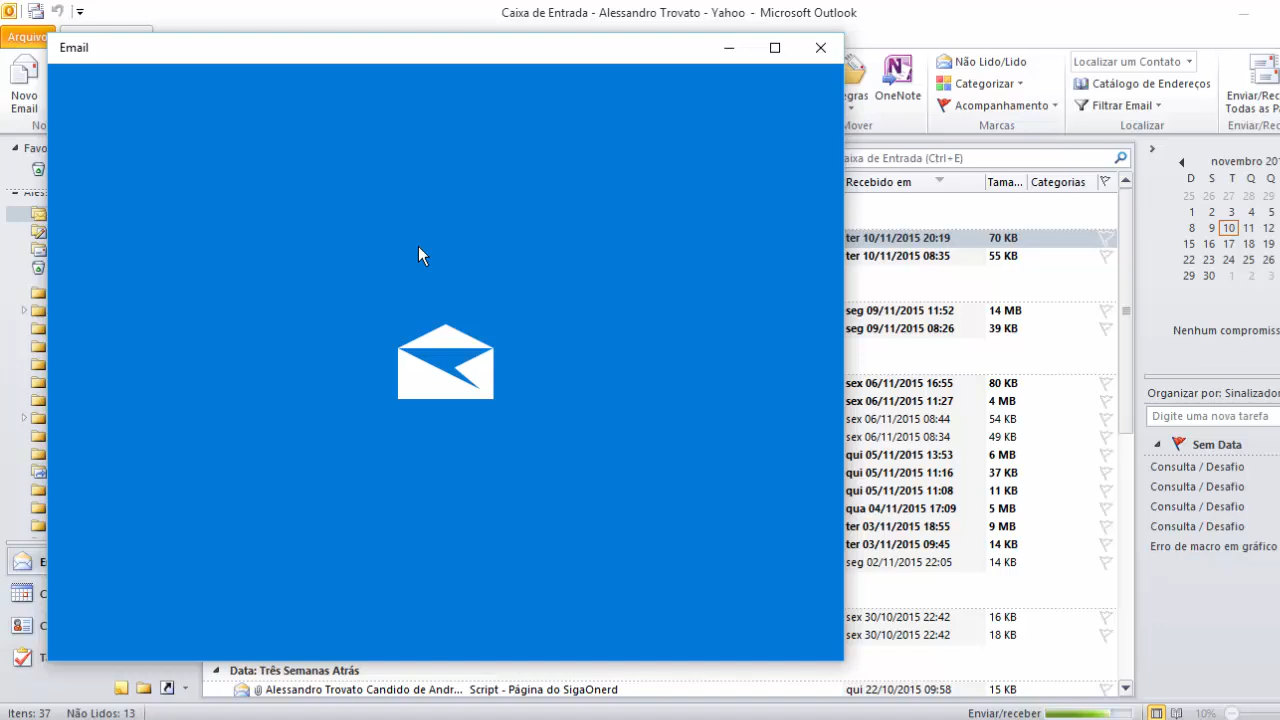 Caixa de Entrada - Alessandro Trovato - Yahoo - Microsoft Outlook
Arquivo
Email
Novo
Email
OneNote
Mover
Não Lido/Lido
Categorizar
Acompanhamento
Marcas
Localizar um Contato
Catálogo de Endereços
Filtrar Email
Localizar
Enviar/Rec
Todas as P
Enviar/Rec
Favo
aixa de Entrada (Ctrl+E)
Recebido em Tama... Categorias
ter 10/11/2015 20:19 70 KB
ter 10/11/2015 08:35 55 KB
seg 09/11/2015 11:52 14 MB
seg 09/11/2015 08:26 39 KB
sex 06/11/2015 16:55 80 KB
sex 06/11/2015 11:27 4 MB
sex 06/11/2015 08:44 54 KB
sex 06/11/2015 08:34 49 KB
qui 05/11/2015 13:53 6 MB
qui 05/11/2015 11:16 37 KB
qui 05/11/2015 11:08 11 KB
qua 04/11/2015 17:09 5 MB
ter 03/11/2015 18:55 9 MB
ter 03/11/2015 09:45 14 KB
seg 02/11/2015 22:05 14 KB
sex 30/10/2015 22:42 16 KB
sex 30/10/2015 22:42 18 KB
Data: Três Semanas Atrás
Alessandro Trovato Candido de Andr... Script - Página do SigaOnerd qui 22/10/2015 09:58 15 KB
novembro 201
D S T Q Q
25 26 27 28 29
1 2 3 4 5
8 9 10 11 12
15 16 17 18 19
22 23 24 25 26
29 30 1 2 3
Nenhum compromiss
Organizar por: Sinalizador
Digite uma nova tarefa
Sem Data
Consulta / Desafio
Consulta / Desafio
Consulta / Desafio
Consulta / Desafio
Erro de macro em gráfico
Itens: 37 Não Lidos: 13
Enviar/receber
10%